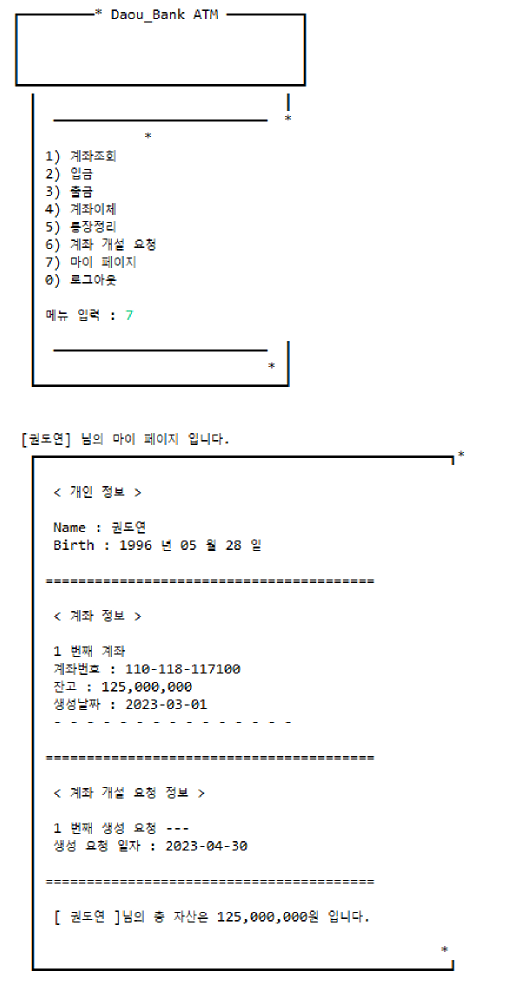 * Daou_Bank ATM
*
*
1) 계좌조회
2) 입금
3) 출금
4) 계좌이체
5) 통장정리
6) 계좌 개설 요청
7) 마이 페이지
0) 로그아웃
메뉴 입력 : 7
*
[권도연] 님의 마이 페이지 입니다.
*
< 개인 정보 >
Name : 권도연
Birth : 1996 년 05 월 28 일
========================================
< 계좌 정보 >
1 번째 계좌
계좌번호 : 110-118-117100
잔고 : 125,000,000
생성날짜 : 2023-03-01
- - - - - - - - - - - - - - -
========================================
< 계좌 개설 요청 정보 >
1 번째 생성 요청 ---
생성 요청 일자 : 2023-04-30
========================================
[ 권도연 ]님의 총 자산은 125,000,000원 입니다.
*